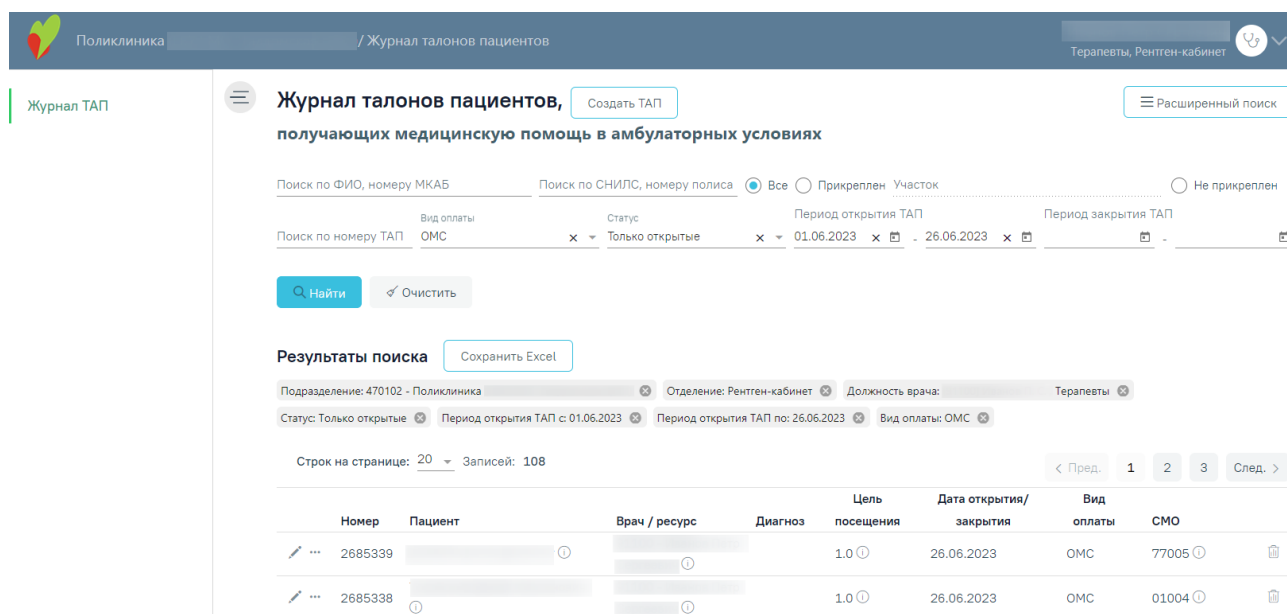 Поликлиника / Журнал талонов пациентов
Терапевты, Рентген-кабинет
Журнал ТАП
Журнал талонов пациентов, Создать ТАП Расширенный поиск
получающих медицинскую помощь в амбулаторных условиях
Поиск по ФИО, номеру МКАБ Поиск по СНИЛС, номеру полиса Все Прикреплен Участок Не прикреплен
Вид оплаты Статус Период открытия ТАП Период закрытия ТАП
Поиск по номеру ТАП ОМС Только открытые 01.06.2023 - 26.06.2023 -
Найти Очистить
Результаты поиска Сохранить Excel
Подразделение: 470102 - Поликлиника Отделение: Рентген-кабинет Должность врача: Терапевты
Статус: Только открытые Период открытия ТАП с: 01.06.2023 Период открытия ТАП по: 26.06.2023 Вид оплаты: ОМС
Строк на странице: 20 Записей: 108
< Пред. 1 2 3 След. >
Номер Пациент Врач / ресурс Диагноз Цель посещения Дата открытия/ закрытия Вид оплаты СМО
2685339 1.0 26.06.2023 ОМС 77005
2685338 1.0 26.06.2023 ОМС 01004